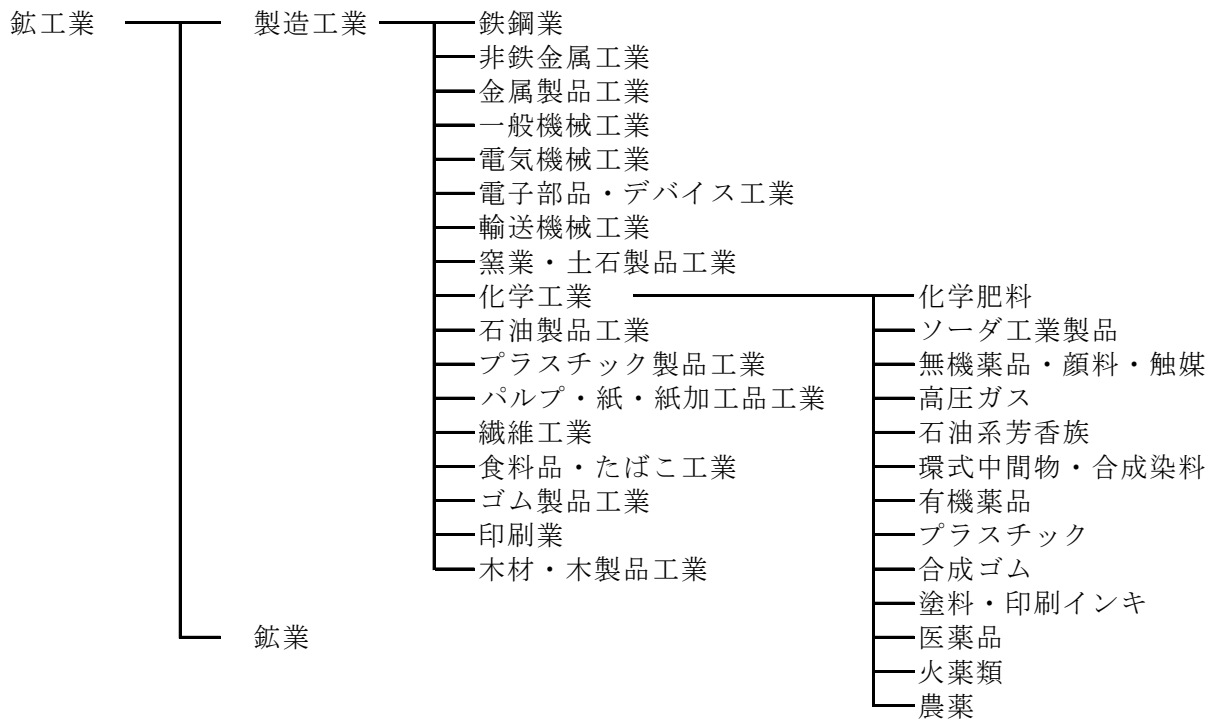 鉱工業 製造工業 鉄鋼業
非鉄金属工業
金属製品工業
一般機械工業
電気機械工業
電子部品・デバイス工業
輸送機械工業
窯業・土石製品工業
化学工業 化学肥料
石油製品工業 ソーダ工業製品
プラスチック製品工業 無機薬品・顔料・触媒
パルプ・紙・紙加工品工業 高圧ガス
繊維工業 石油系芳香族
食料品・たばこ工業 環式中間物・合成染料
ゴム製品工業 有機薬品
印刷業 プラスチック
木材・木製品工業 合成ゴム
塗料・印刷インキ
鉱業 医薬品
火薬類
農薬